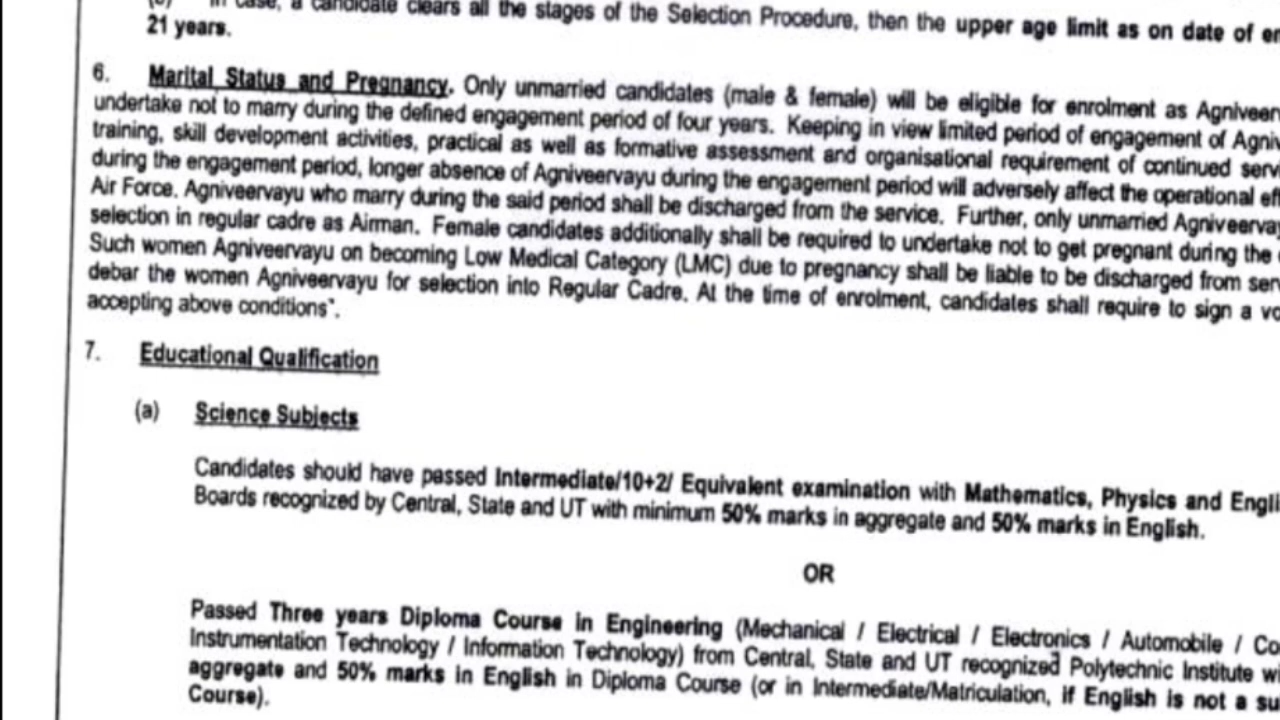 In case, a candidate clears all the stages of the Selection Procedure, then the upper age limit as on date of
21 years.
6. Marital Status and Pregnancy. Only unmarried candidates (male & female) will be eligible for enrolment as Agniveer
undertake not to marry during the defined engagement period of four years. Keeping in view limited period of engagement of Agni
training, skill development activities, practical as well as formative assessment and organisational requirement of continued serv
during the engagement period, longer absence of Agniveervayu during the engagement period will adversely affect the operational ef
Air Force. Agniveervayu who marry during the said period shall be discharged from the service. Further, only unmarried Agniveerva
selection in regular cadre as Airman. Female candidates additionally shall be required to undertake not to get pregnant during the
Such women Agniveervayu on becoming Low Medical Category (LMC) due to pregnancy shall be liable to be discharged from ser
debar the women Agniveervayu for selection into Regular Cadre. At the time of enrolment, candidates shall require to sign a
accepting above conditions".
7. Educational Qualification
(a) Science Subjects
Candidates should have passed Intermediate/10+2/ Equivalent examination with Mathematics, Physics and Engli
Boards recognized by Central, State and UT with minimum 50% marks in aggregate and 50% marks in English.
OR
Passed Three years Diploma Course in Engineering (Mechanical / Electrical / Electronics / Automobile / Co
Instrumentation Technology / Information Technology) from Central, State and UT recognized Polytechnic Institute w
aggregate and 50% marks in English in Diploma Course (or in Intermediate/Matriculation, if English is not a su
Course).